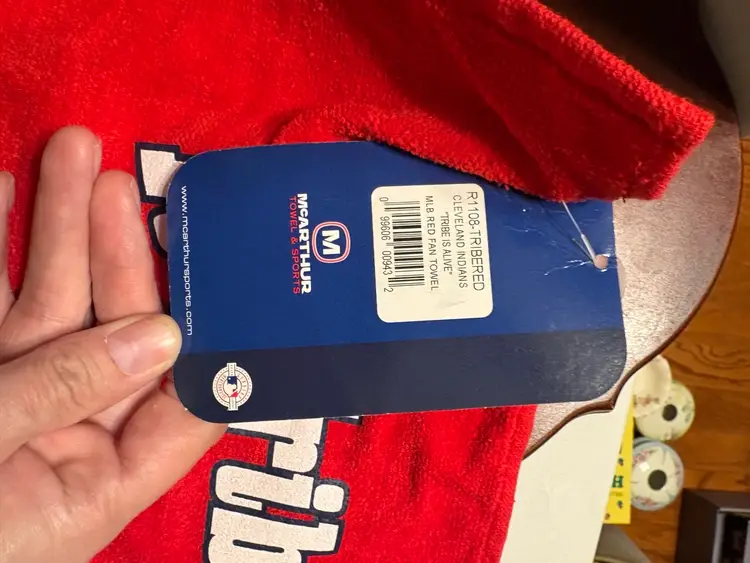 R1108-TRIBERED
CLEVELAND INDIANS
"TRIBE IS ALIVE"
MLB RED FAN TOWEL
0 99606 00943 2
M
McARTHUR
TOWEL & SPORTS
www.mcarthursports.com
rib